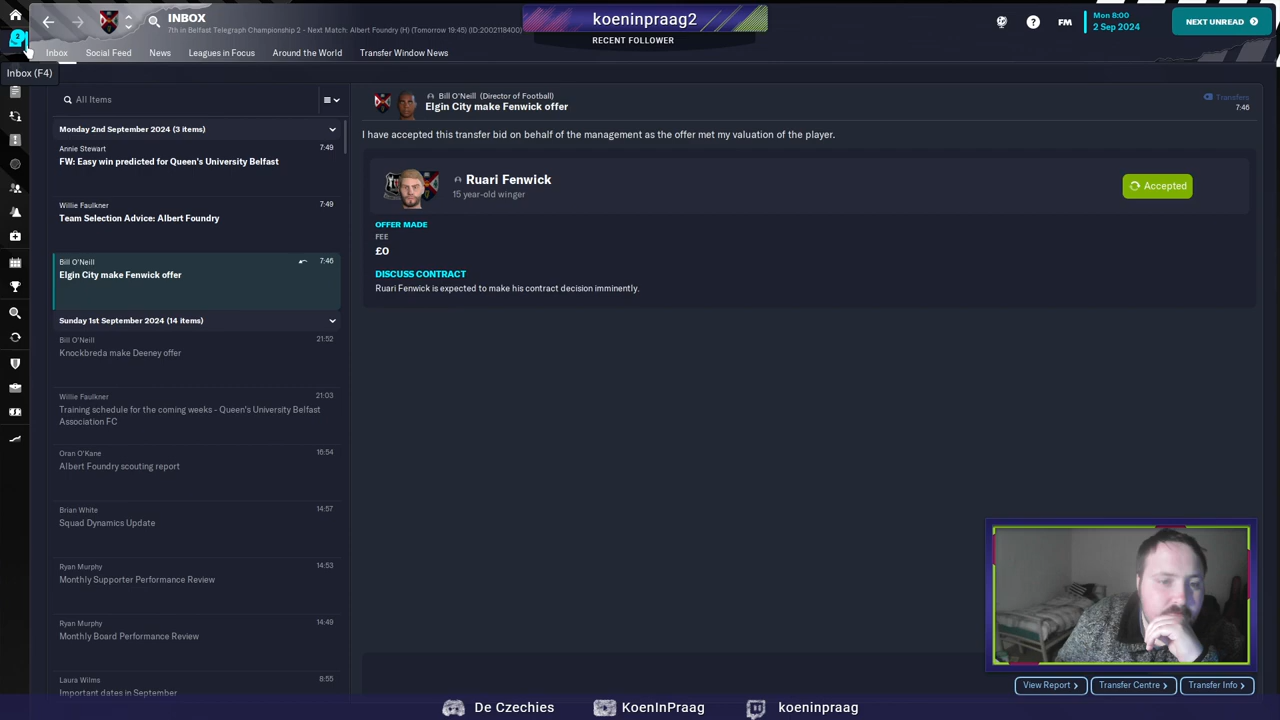 INBOX
7th in Belfast Telegraph Championship 2 - Next Match: Albert Foundry (H) (Tomorrow 19:45) (ID:2002118400)
koeninpraag2
RECENT FOLLOWER
FM
Mon 8:00
2 Sep 2024
NEXT UNREAD
2
Inbox
Social Feed
News
Leagues in Focus
Around the World
Transfer Window News
Inbox (F4)
All Items
Monday 2nd September 2024 (3 items)
Annie Stewart 7:49
FW: Easy win predicted for Queen's University Belfast
Willie Faulkner 7:49
Team Selection Advice: Albert Foundry
Bill O'Neill 7:46
Elgin City make Fenwick offer
Sunday 1st September 2024 (14 items)
Bill O'Neill 21:52
Knockbreda make Deeney offer
Willie Faulkner 21:03
Training schedule for the coming weeks - Queen's University Belfast
Association FC
Oran O'Kane 16:54
Albert Foundry scouting report
Brian White 14:57
Squad Dynamics Update
Ryan Murphy 14:53
Monthly Supporter Performance Review
Ryan Murphy 14:49
Monthly Board Performance Review
Laura Wilms 8:55
Important dates in September
Bill O'Neill (Director of Football)
Elgin City make Fenwick offer
Transfers
7:46
I have accepted this transfer bid on behalf of the management as the offer met my valuation of the player.
Ruari Fenwick
15 year-old winger
Accepted
OFFER MADE
FEE
£0
DISCUSS CONTRACT
Ruari Fenwick is expected to make his contract decision imminently.
View Report
Transfer Centre
Transfer Info
De Czechies
KoenInPraag
koeninpraag